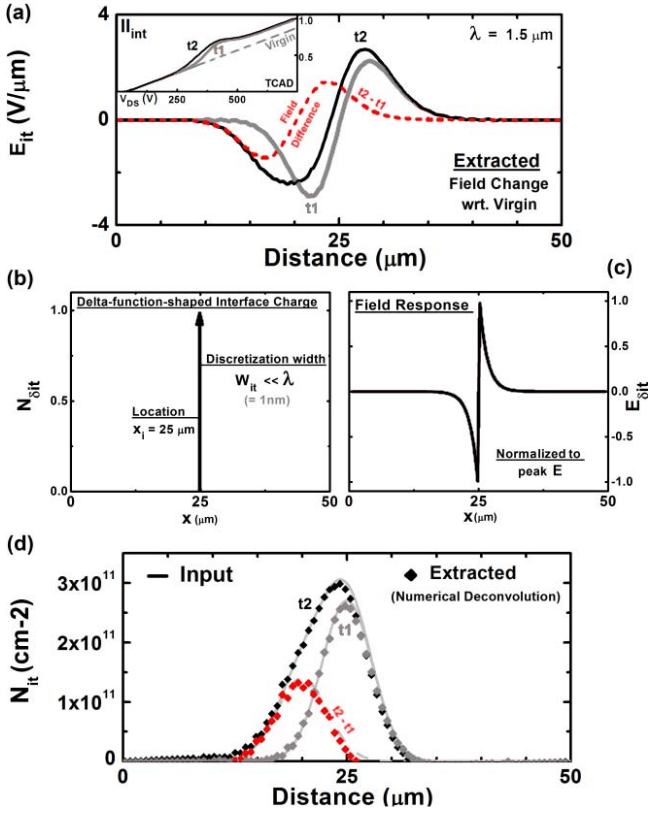 (a)
II_int
t2
t1
Virgin
TCAD
V_DS (V) 250 500
1.0
0.5
λ = 1.5 μm
t2
t2 - t1
Field
Difference
t1
Extracted
Field Change
wrt. Virgin
E_it (V/μm)
4
0
-4
0 25 50
Distance (μm)
(b)
Delta-function-shaped Interface Charge
Discretization width
W_it << λ
(= 1nm)
Location
x_i = 25 μm
N_δit
1.0
0.5
0.0
0 25 50
x (μm)
(c)
Field Response
Normalized to
peak E
E_δit
1.0
0.5
0.0
-0.5
-1.0
0 25 50
x (μm)
(d)
Input
Extracted
(Numerical Deconvolution)
t2
t1
t2 - t1
N_it (cm-2)
3x10^11
2x10^11
1x10^11
0
0 25 50
Distance (μm)